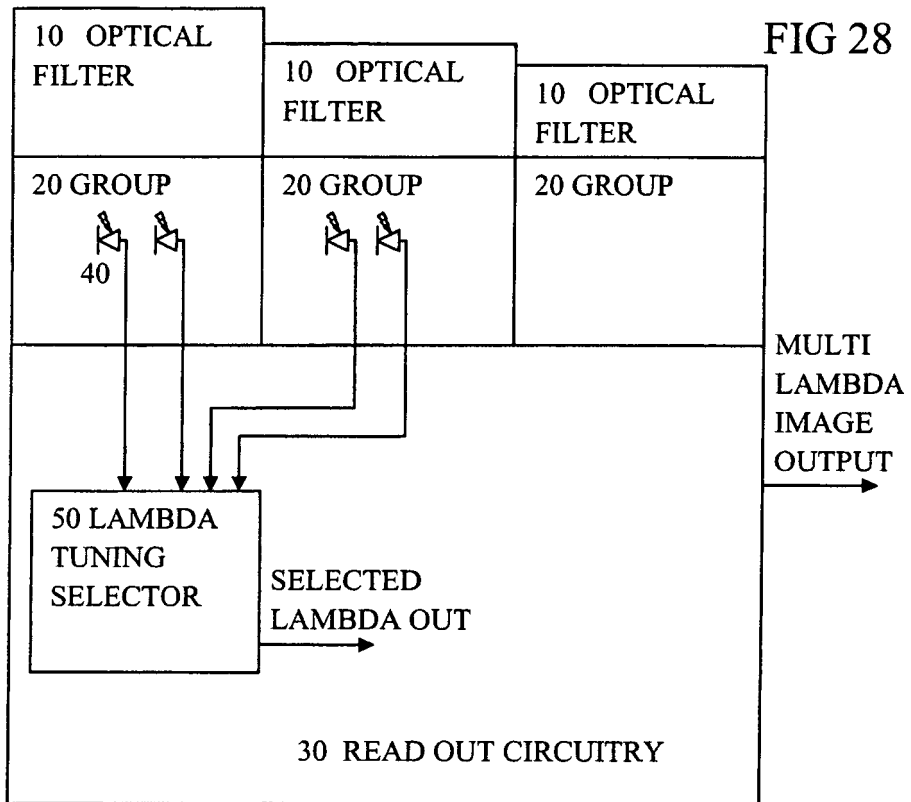 FIG 28
10 OPTICAL
FILTER
10 OPTICAL
FILTER
10 OPTICAL
FILTER
20 GROUP
20 GROUP
20 GROUP
40
MULTI
LAMBDA
IMAGE
OUTPUT
50 LAMBDA
TUNING
SELECTOR
SELECTED
LAMBDA OUT
30 READ OUT CIRCUITRY